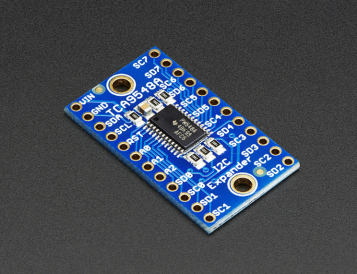 TCA9548A
VIN
GND
SDA
SCL
RST
A0
A1
A2
SD0
SC0
SD1
SC1
SC7
SD7
SC6
SD6
SC5
SD5
SC4
SD4
SC3
SD3
SC2
SD2
I2C
Expander